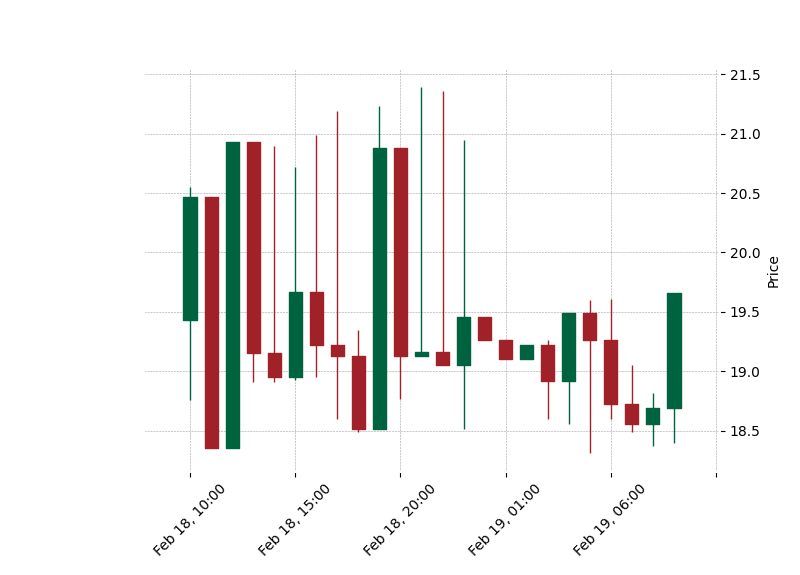 21.5
21.0
20.5
20.0
19.5
19.0
18.5
Price
Feb 18, 10:00
Feb 18, 15:00
Feb 18, 20:00
Feb 19, 01:00
Feb 19, 06:00